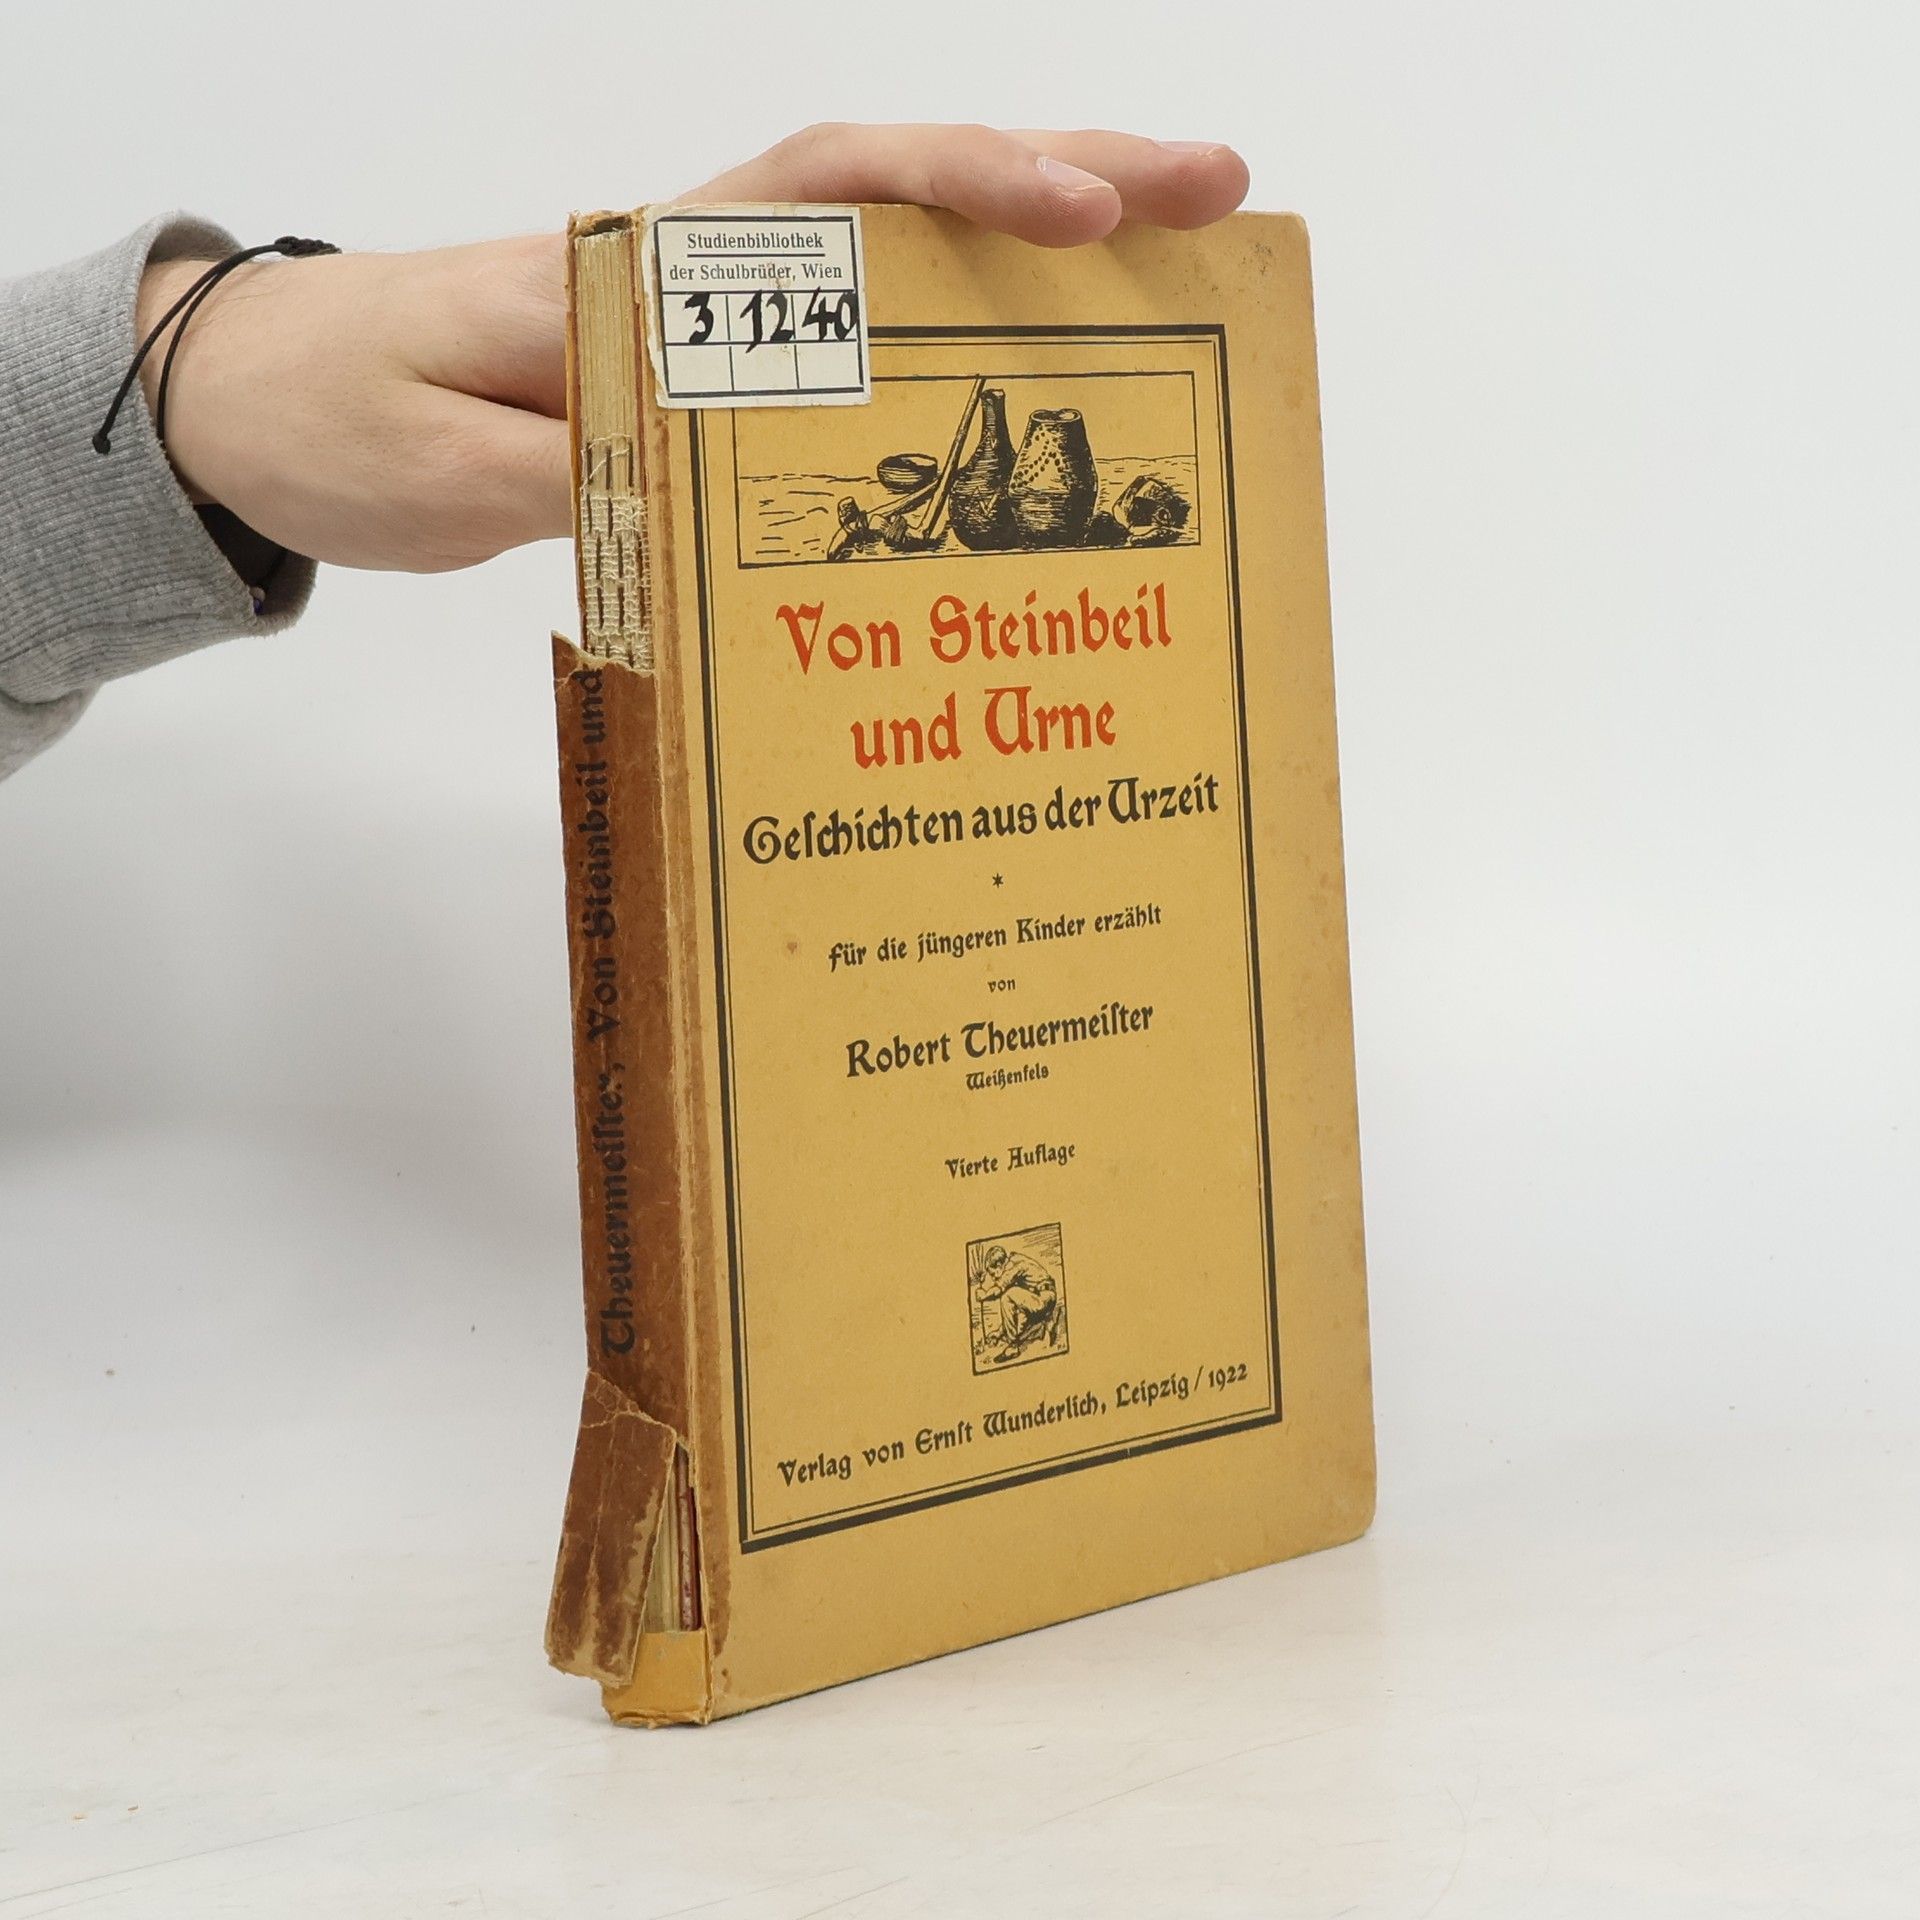 Studienbibliothek
der Schulbrüder, Wien
3 12 40
Von Steinbeil
und Urne
Geſchichten aus der Urzeit
*
für die jüngeren Kinder erzählt
von
Robert Theuermeiſter
Weißenfels
Vierte Auflage
Verlag von Ernſt Wunderlich, Leipzig / 1922
Theuermeiſter, Von Steinbeil und